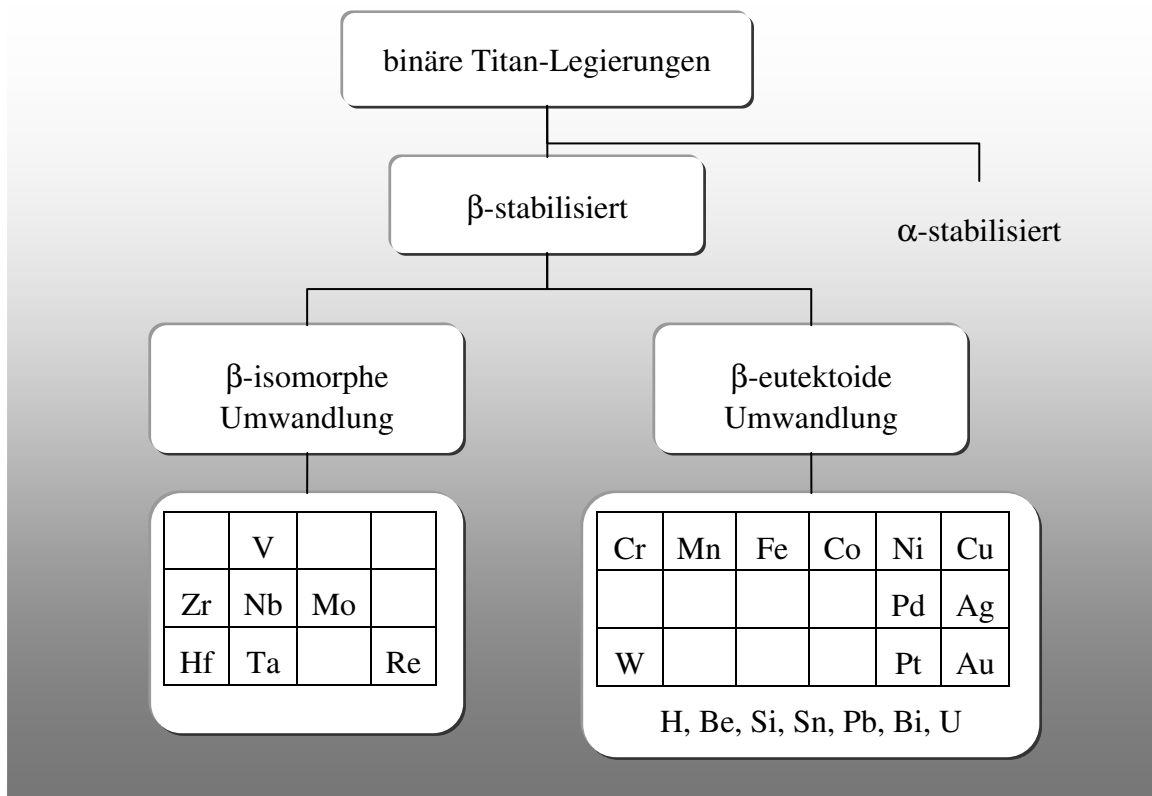 binäre Titan-Legierungen
β-stabilisiert
α-stabilisiert
β-isomorphe
Umwandlung
β-eutektoide
Umwandlung
V
Zr Nb Mo
Hf Ta Re
Cr Mn Fe Co Ni Cu
Pd Ag
W Pt Au
H, Be, Si, Sn, Pb, Bi, U